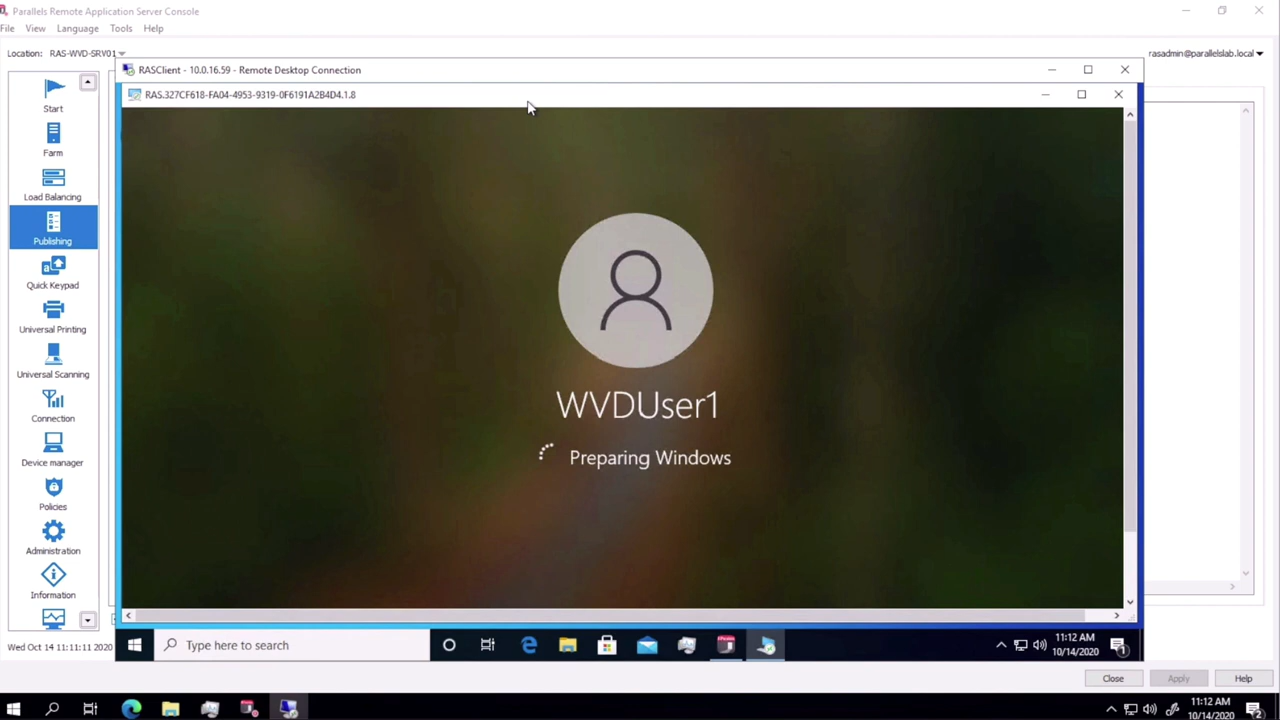 Parallels Remote Application Server Console
File View Language Tools Help
Location: RAS-WVD-SRV01
rasadmin@parallelslab.local
RASClient - 10.0.16.59 - Remote Desktop Connection
RAS.327CF618-FA04-4953-9319-0F6191A2B4D4.1.8
Start
Farm
Load Balancing
Publishing
Quick Keypad
Universal Printing
Universal Scanning
Connection
Device manager
Policies
Administration
Information
WVDUser1
Preparing Windows
Type here to search
11:12 AM
10/14/2020
1
Wed Oct 14 11:11:11 2020
Close Apply Help
11:12 AM
10/14/2020
2